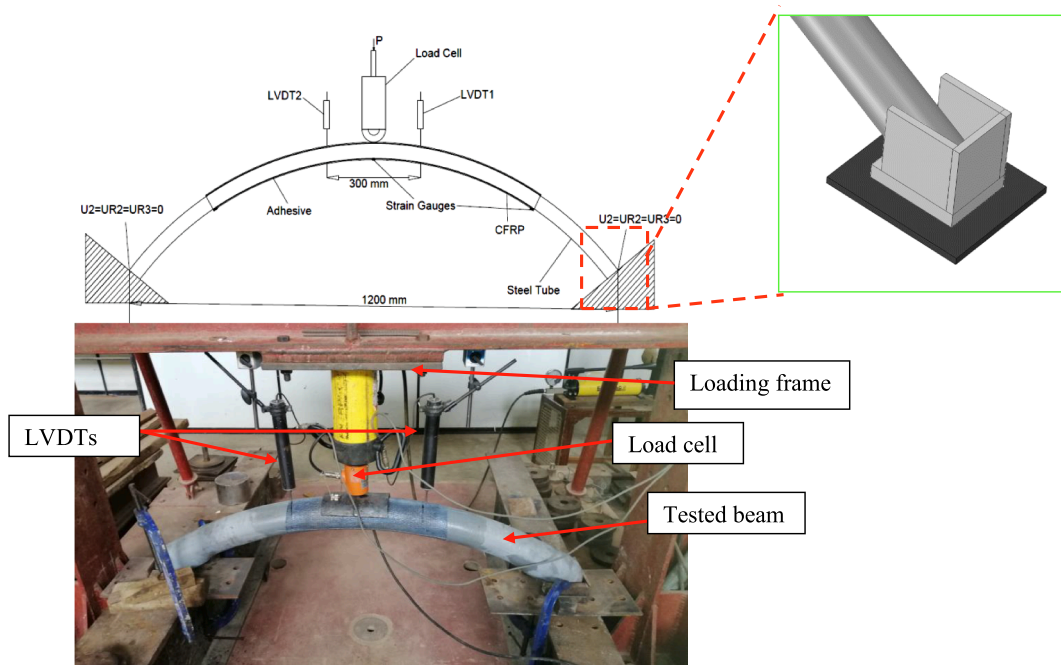 P
Load Cell
LVDT2
LVDT1
300 mm
Adhesive
Strain Gauges
U2=UR2=UR3=0
CFRP
U2=UR2=UR3=0
Steel Tube
1200 mm
Loading frame
LVDTs
Load cell
Tested beam